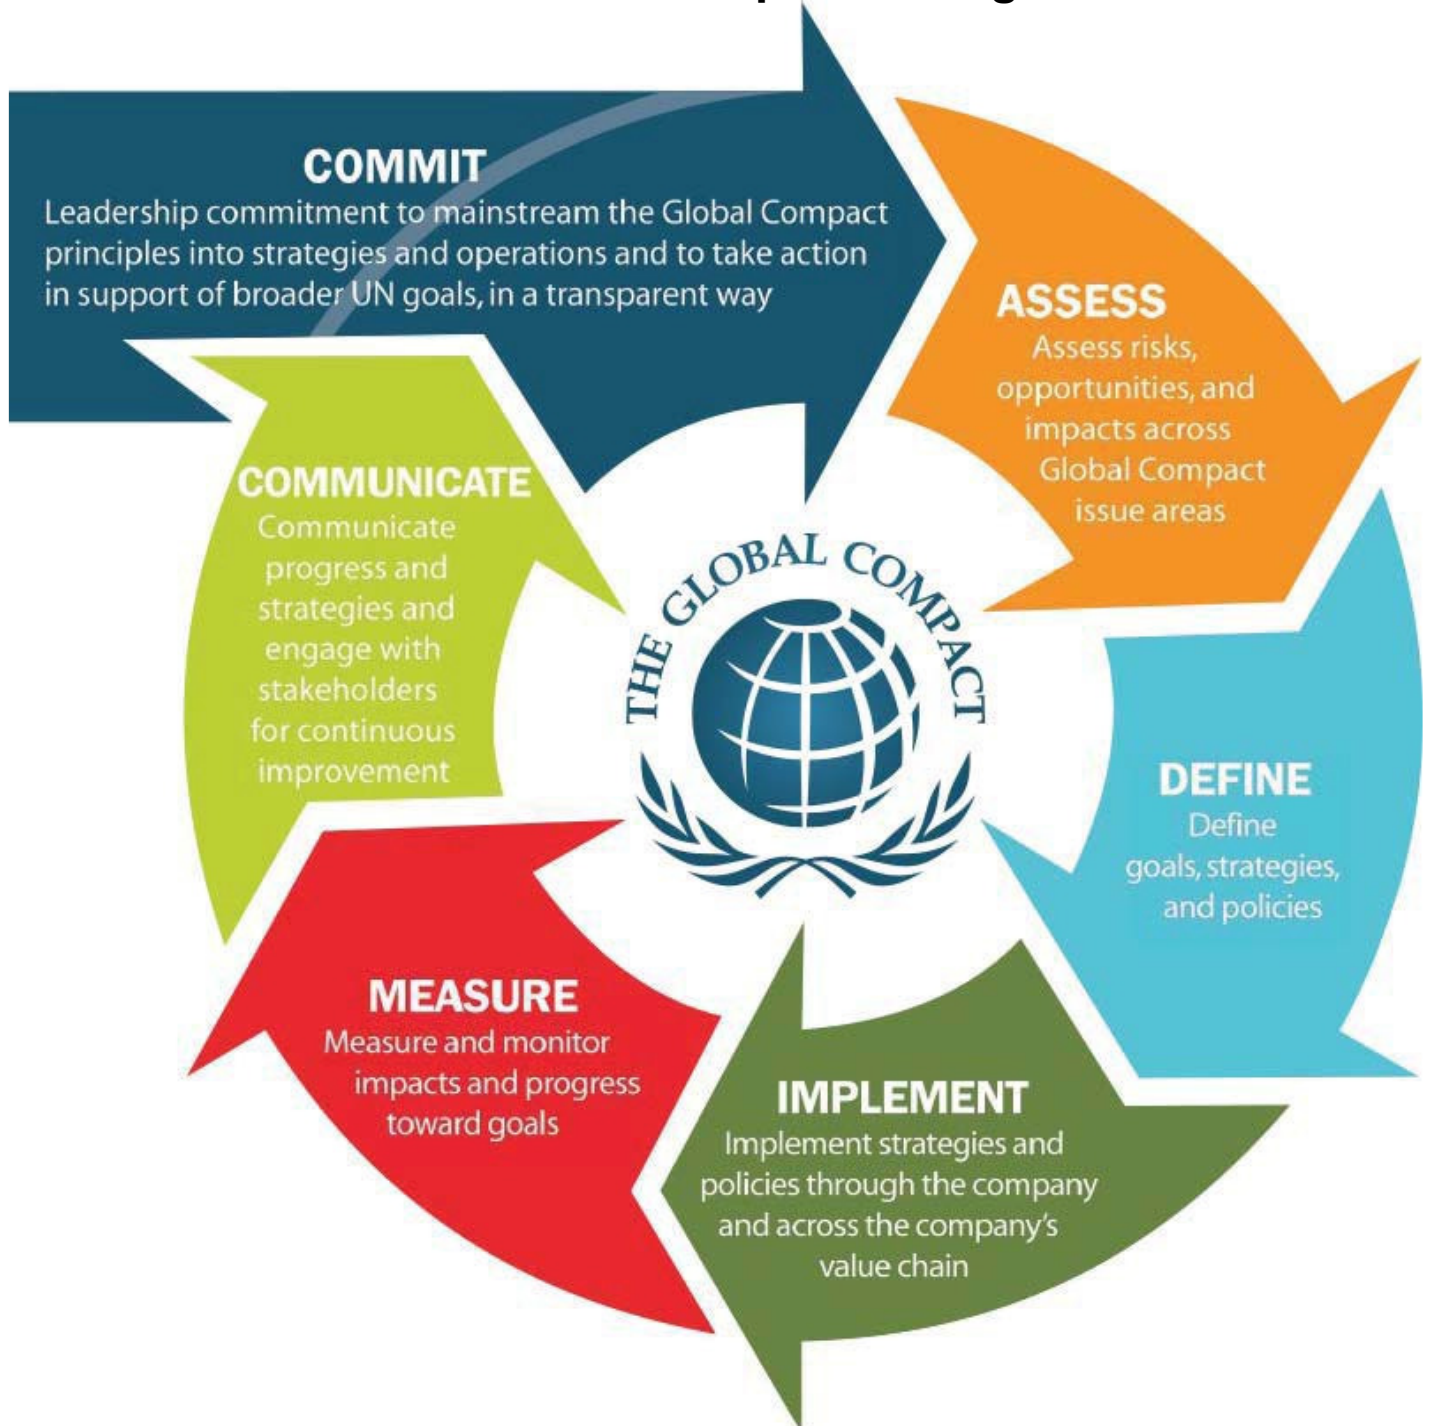 COMMIT
Leadership commitment to mainstream the Global Compact
principles into strategies and operations and to take action
in support of broader UN goals, in a transparent way
ASSESS
Assess risks,
opportunities, and
impacts across
Global Compact
issue areas
DEFINE
Define
goals, strategies,
and policies
IMPLEMENT
Implement strategies and
policies through the company
and across the company's
value chain
MEASURE
Measure and monitor
impacts and progress
toward goals
COMMUNICATE
Communicate
progress and
strategies and
engage with
stakeholders
for continuous
improvement
THE GLOBAL COMPACT